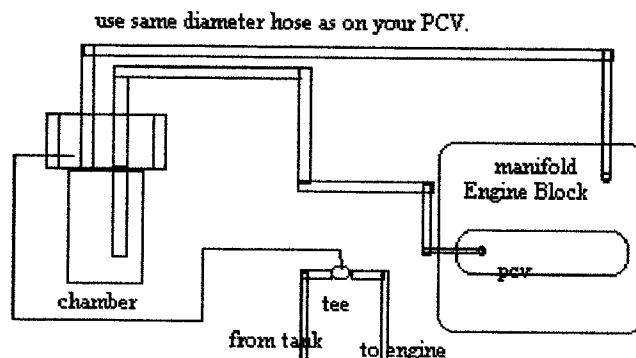 use same diameter hose as on your PCV.
manifold
Engine Block
pcv
chamber
tee
from tank
to engine